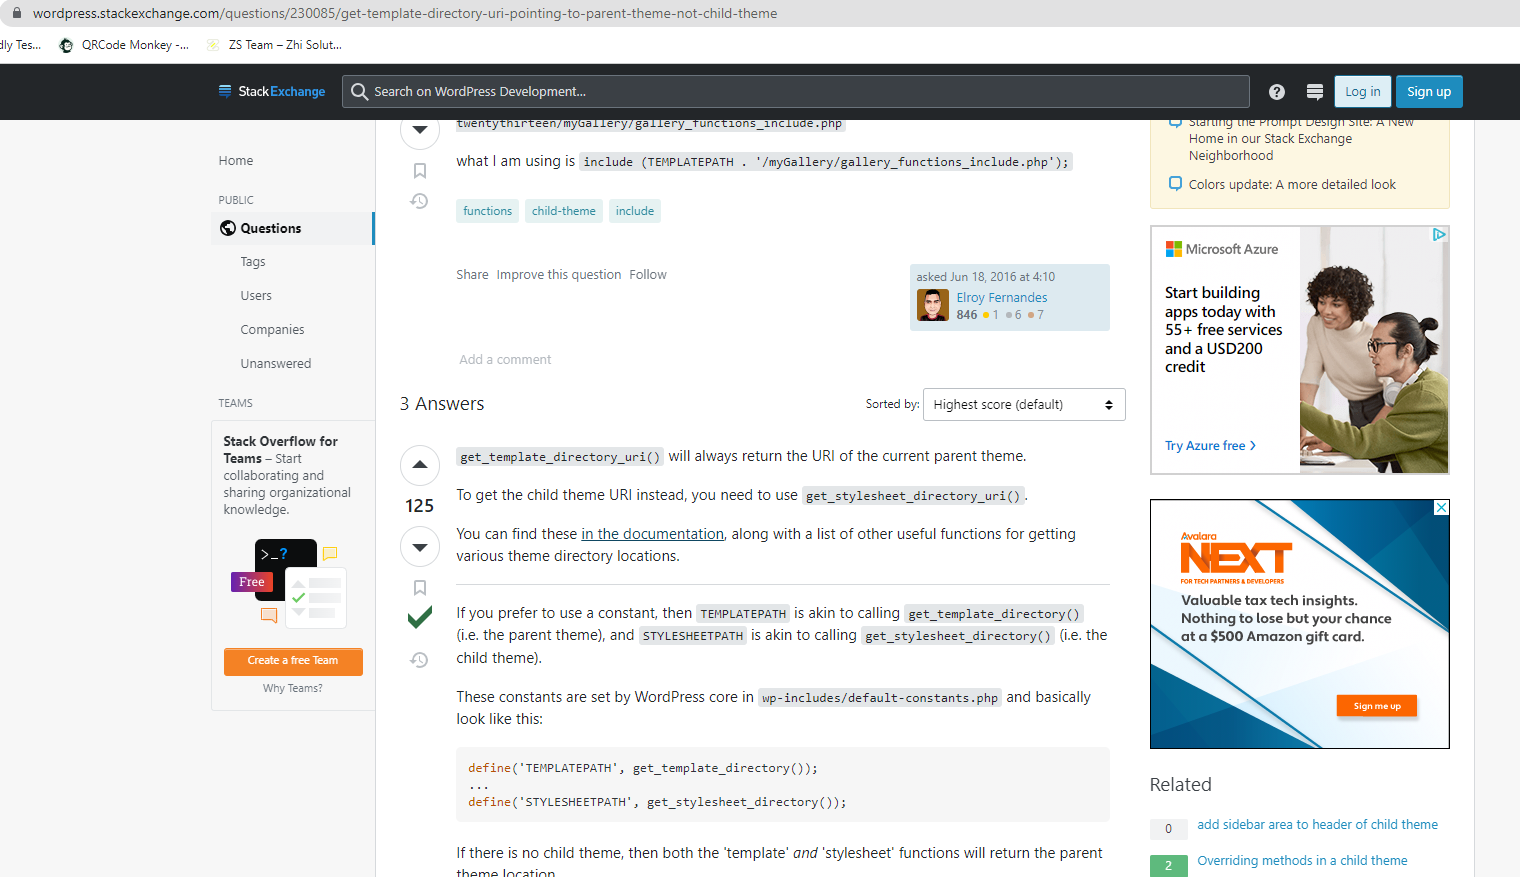 wordpress.stackexchange.com/questions/230085/get-template-directory-uri-pointing-to-parent-theme-not-child-theme
dly Tes...
QRCode Monkey -...
ZS Team – Zhi Solut...
StackExchange
Search on WordPress Development...
Log in
Sign up
Home
PUBLIC
Questions
Tags
Users
Companies
Unanswered
TEAMS
Stack Overflow for
Teams – Start
collaborating and
sharing organizational
knowledge.
>_?
Free
Create a free Team
Why Teams?
twentythirteen/myGallery/gallery_functions_include.php
what I am using is include (TEMPLATEPATH . '/myGallery/gallery_functions_include.php');
functions
child-theme
include
Share Improve this question Follow
asked Jun 18, 2016 at 4:10
Elroy Fernandes
846 1 6 7
Add a comment
3 Answers
Sorted by:
Highest score (default)
125
get_template_directory_uri() will always return the URI of the current parent theme.
To get the child theme URI instead, you need to use get_stylesheet_directory_uri().
You can find these in the documentation, along with a list of other useful functions for getting
various theme directory locations.
If you prefer to use a constant, then TEMPLATEPATH is akin to calling get_template_directory()
(i.e. the parent theme), and STYLESHEETPATH is akin to calling get_stylesheet_directory() (i.e. the
child theme).
These constants are set by WordPress core in wp-includes/default-constants.php and basically
look like this:
define('TEMPLATEPATH', get_template_directory());
...
define('STYLESHEETPATH', get_stylesheet_directory());
If there is no child theme, then both the 'template' and 'stylesheet' functions will return the parent
theme location.
Starting the Prompt Design Site: A New
Home in our Stack Exchange
Neighborhood
Colors update: A more detailed look
Microsoft Azure
Start building
apps today with
55+ free services
and a USD200
credit
Try Azure free >
Avalara
NEXT
FOR TECH PARTNERS & DEVELOPERS
Valuable tax tech insights.
Nothing to lose but your chance
at a $500 Amazon gift card.
Sign me up
Related
0 add sidebar area to header of child theme
2 Overriding methods in a child theme